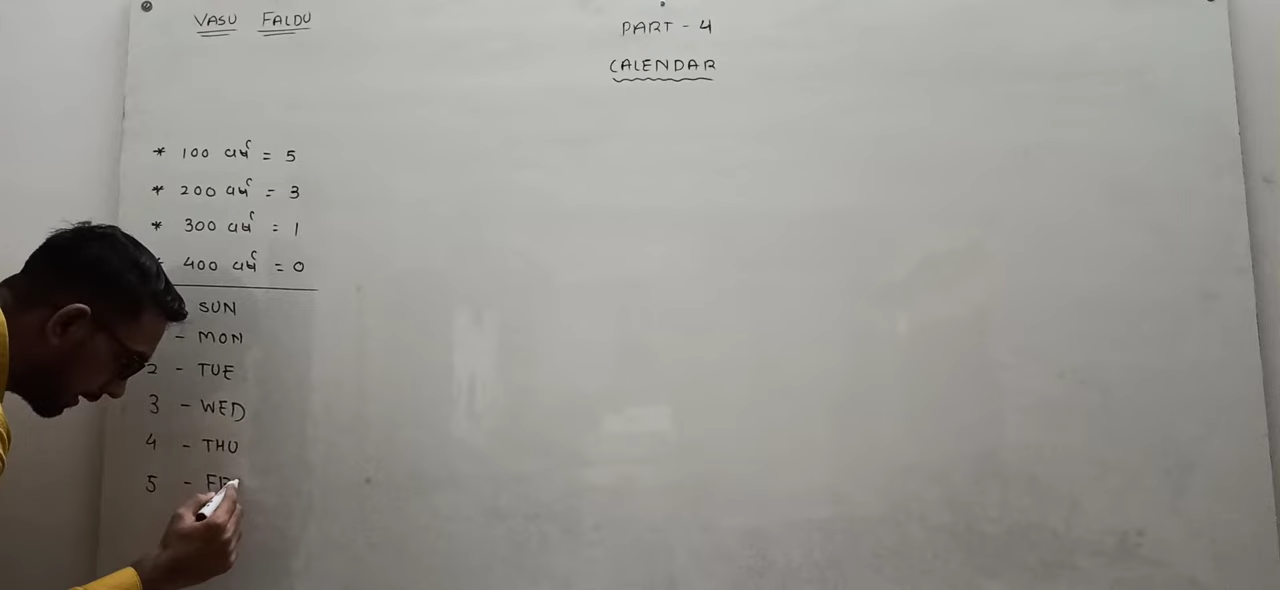 VASU FALDU
PART - 4
CALENDAR
* 100 વર્ષ = 5
* 200 વર્ષ = 3
* 300 વર્ષ = 1
* 400 વર્ષ = 0
SUN
- MON
2 - TUE
3 - WED
4 - THU
5 -